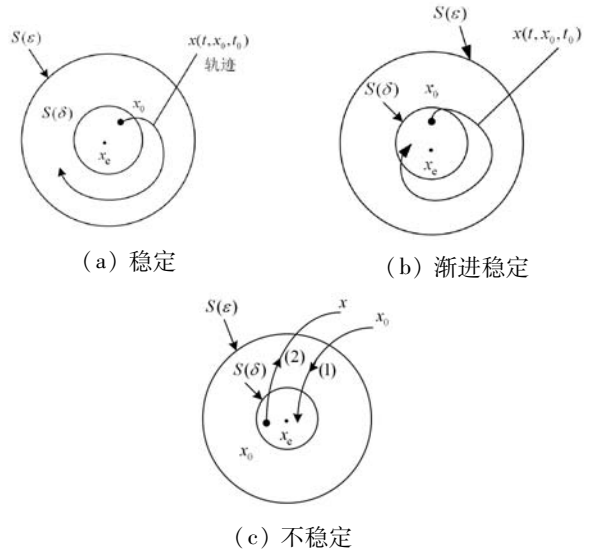 S(ε)
x(t, x₀, t₀)
轨迹
S(δ)
x₀
xₑ
(a) 稳定
S(ε)
x(t, x₀, t₀)
x₀
S(δ)
xₑ
(b) 渐进稳定
S(ε)
x
x₀
(2)
(1)
S(δ)
xₑ
x₀
(c) 不稳定